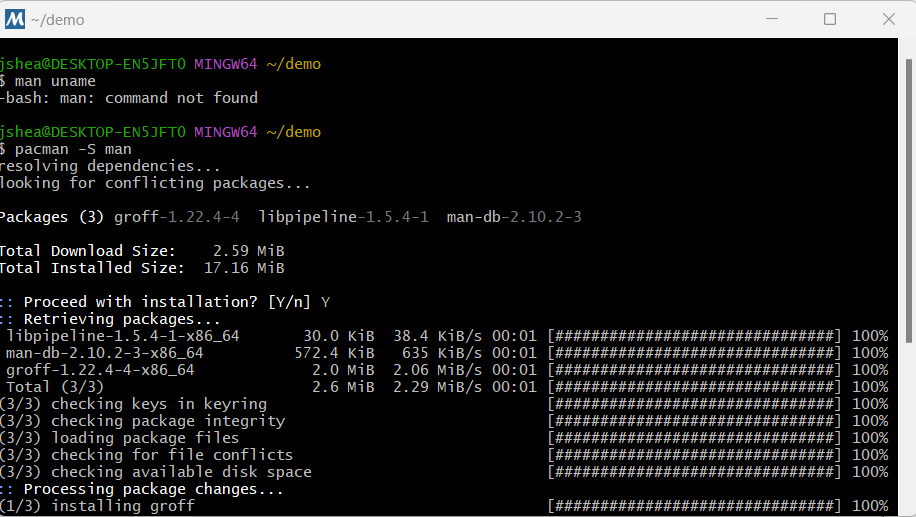 M ~/demo
jshea@DESKTOP-EN5JFTO MINGW64 ~/demo
$ man uname
-bash: man: command not found
jshea@DESKTOP-EN5JFTO MINGW64 ~/demo
$ pacman -S man
resolving dependencies...
looking for conflicting packages...
Packages (3) groff-1.22.4-4  libpipeline-1.5.4-1  man-db-2.10.2-3
Total Download Size:    2.59 MiB
Total Installed Size:  17.16 MiB
:: Proceed with installation? [Y/n] Y
:: Retrieving packages...
 libpipeline-1.5.4-1-x86_64       30.0 KiB  38.4 KiB/s 00:01 [###############################] 100%
 man-db-2.10.2-3-x86_64          572.4 KiB   635 KiB/s 00:01 [###############################] 100%
 groff-1.22.4-4-x86_64             2.0 MiB  2.06 MiB/s 00:01 [###############################] 100%
 Total (3/3)                       2.6 MiB  2.29 MiB/s 00:01 [###############################] 100%
(3/3) checking keys in keyring                               [###############################] 100%
(3/3) checking package integrity                             [###############################] 100%
(3/3) loading package files                                  [###############################] 100%
(3/3) checking for file conflicts                            [###############################] 100%
(3/3) checking available disk space                          [###############################] 100%
:: Processing package changes...
(1/3) installing groff                                       [###############################] 100%